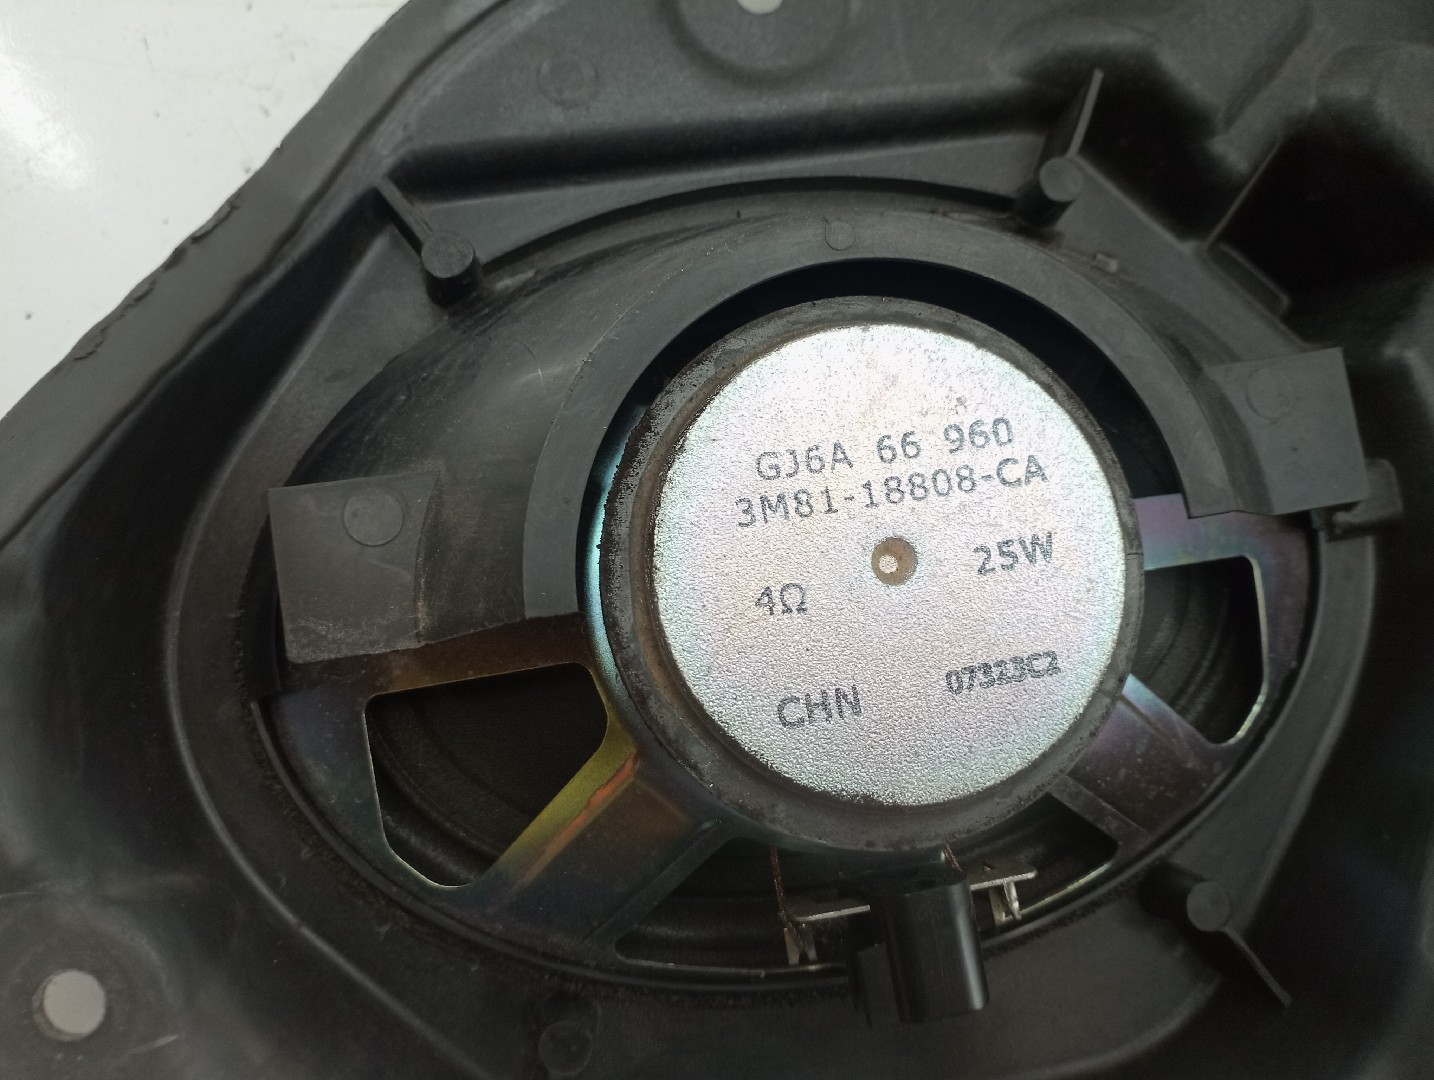 GJ6A 66 960
3M81-18808-CA
25W
4Ω
CHN
07323C2